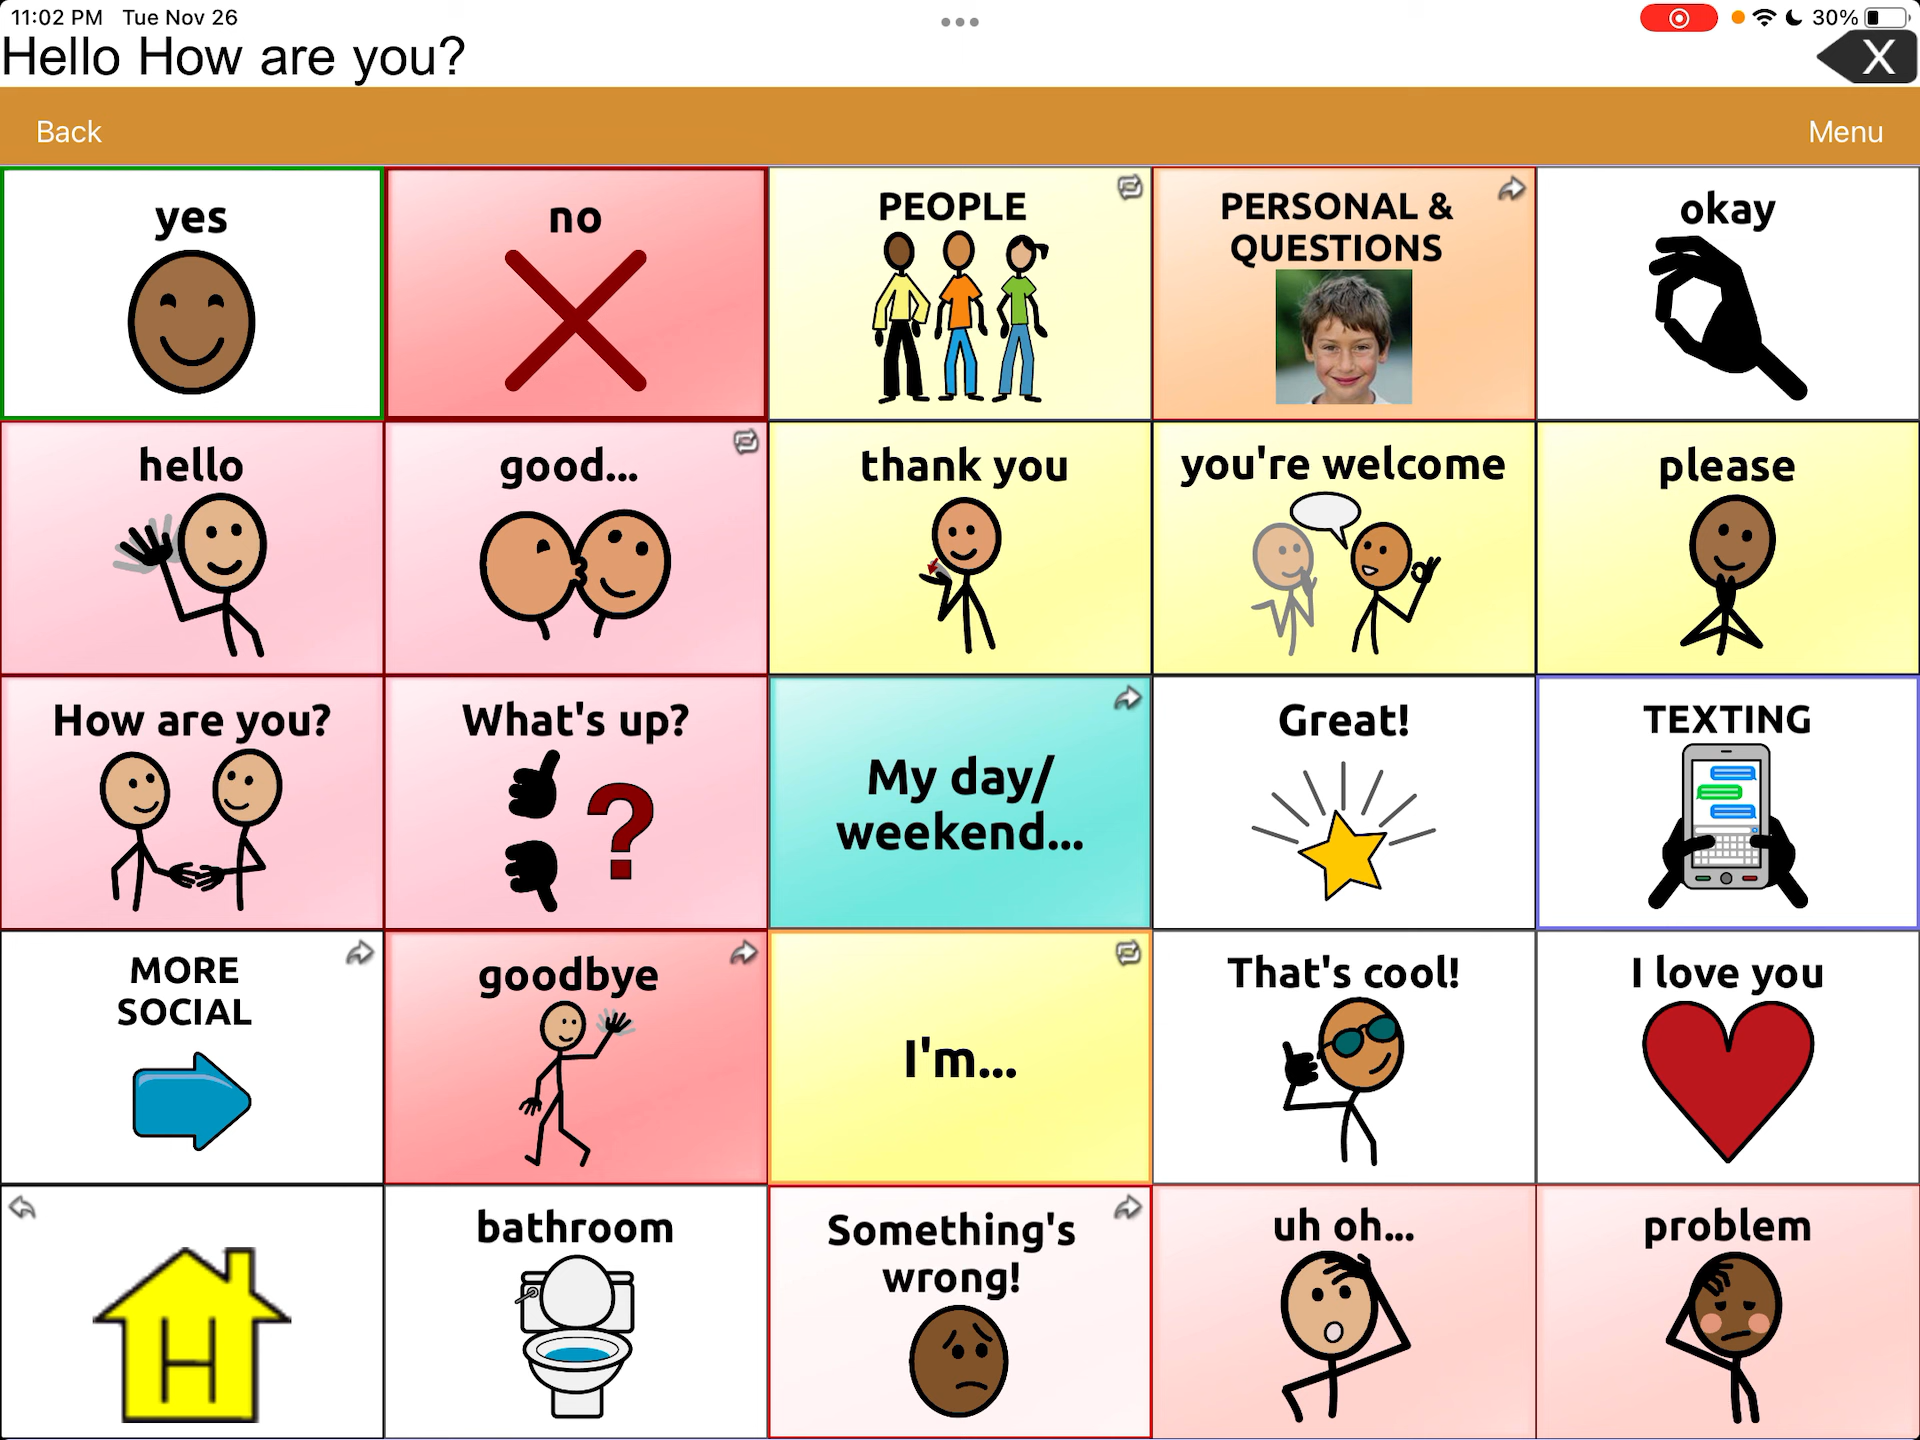 11:02 PM Tue Nov 26
30%
Hello How are you?
X
Back
Menu
yes
no
PEOPLE
PERSONAL &
QUESTIONS
okay
hello
good...
thank you
you're welcome
please
How are you?
What's up?
?
My day/
weekend...
Great!
TEXTING
MORE
SOCIAL
goodbye
I'm...
That's cool!
I love you
H
bathroom
Something's
wrong!
uh oh...
problem